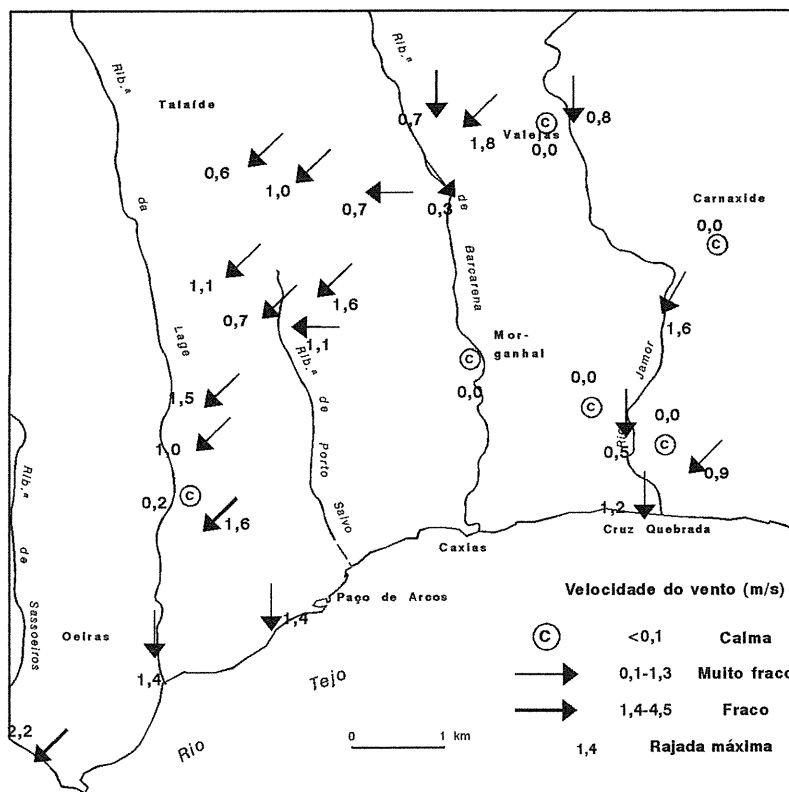 Rib.ª
da
Lage
Talaíde
Rib.ª
de
Barcarena
0,7
1,8
Valejas
C
0,0
0,8
0,6
1,0
0,7
0,3
Carnaxide
0,0
C
1,1
0,7
1,6
1,1
Rib.ª
de
Porto
Salvo
Mor-
ganhal
C
0,0
1,6
Jamor
Rio
0,0
C
0,0
C
0,5
0,9
1,5
1,0
0,2
C
1,6
1,2
Cruz Quebrada
Caxias
Rib.ª
de
Sassoeiros
Oeiras
1,4
1,4
Paço de Arcos
2,2
Rio
Tejo
0 1 km
Velocidade do vento (m/s)
C <0,1 Calma
0,1-1,3 Muito fraco
1,4-4,5 Fraco
1,4 Rajada máxima